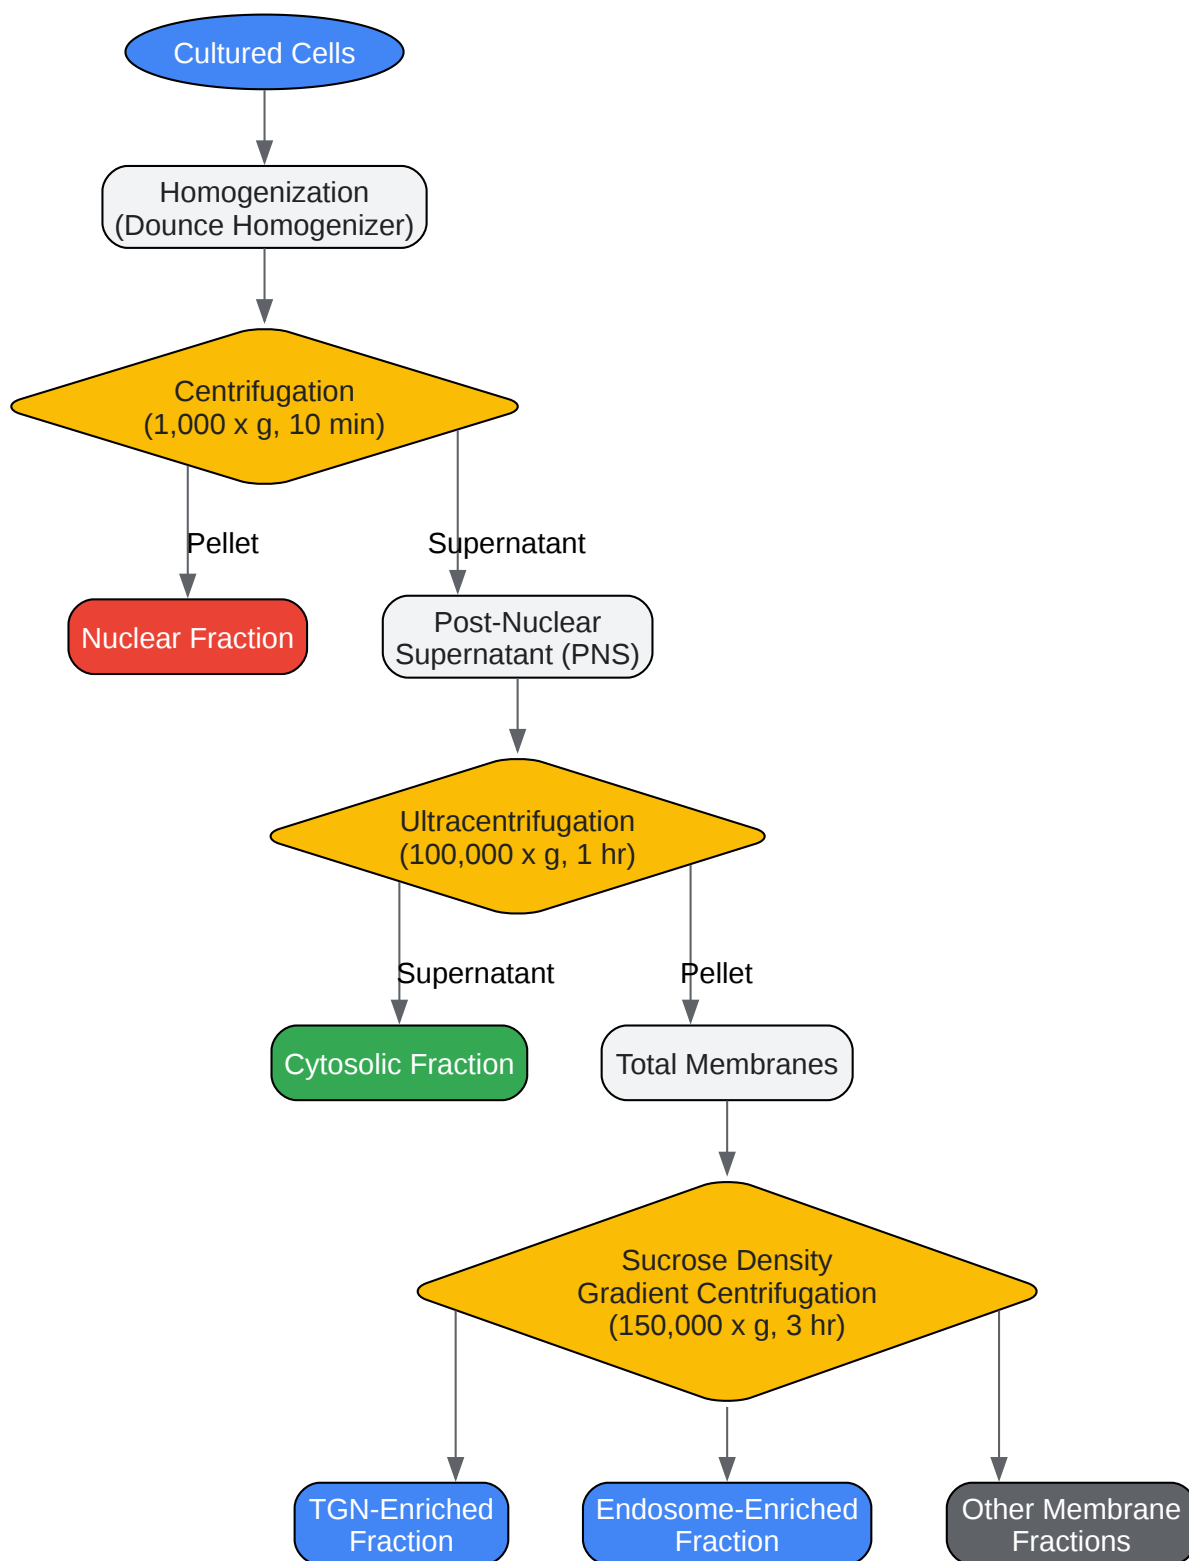 Cultured Cells
Homogenization
(Dounce Homogenizer)
Centrifugation
(1,000 x g, 10 min)
Pellet
Supernatant
Nuclear Fraction
Post-Nuclear
Supernatant (PNS)
Ultracentrifugation
(100,000 x g, 1 hr)
Supernatant
Pellet
Cytosolic Fraction
Total Membranes
Sucrose Density
Gradient Centrifugation
(150,000 x g, 3 hr)
TGN-Enriched
Fraction
Endosome-Enriched
Fraction
Other Membrane
Fractions